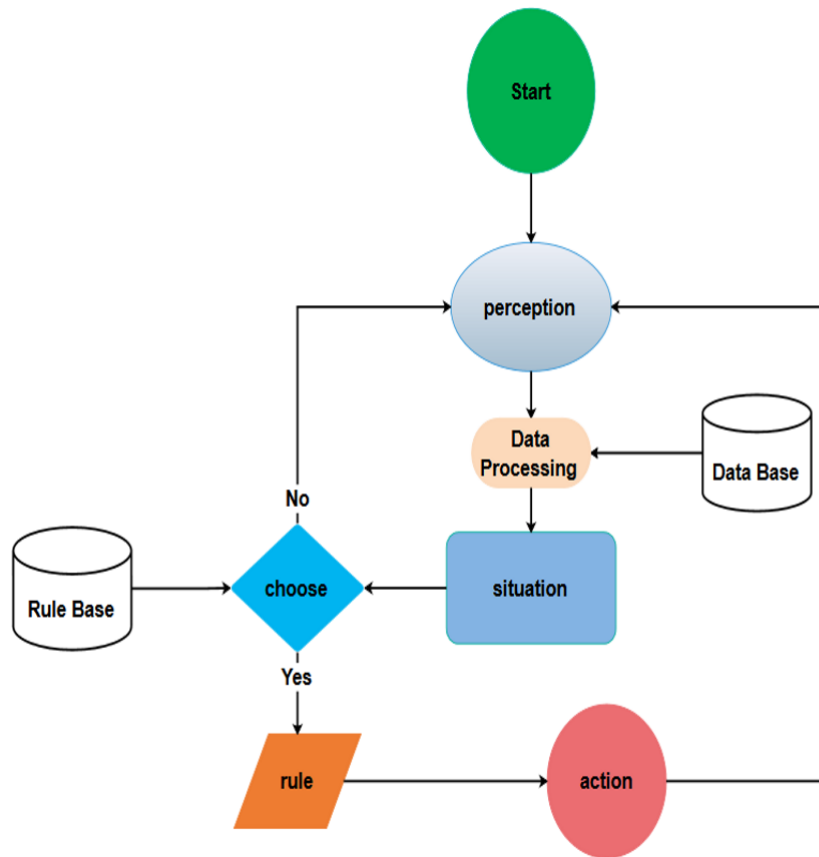 Start
perception
Data
Processing
Data Base
No
Rule Base
choose
situation
Yes
rule
action